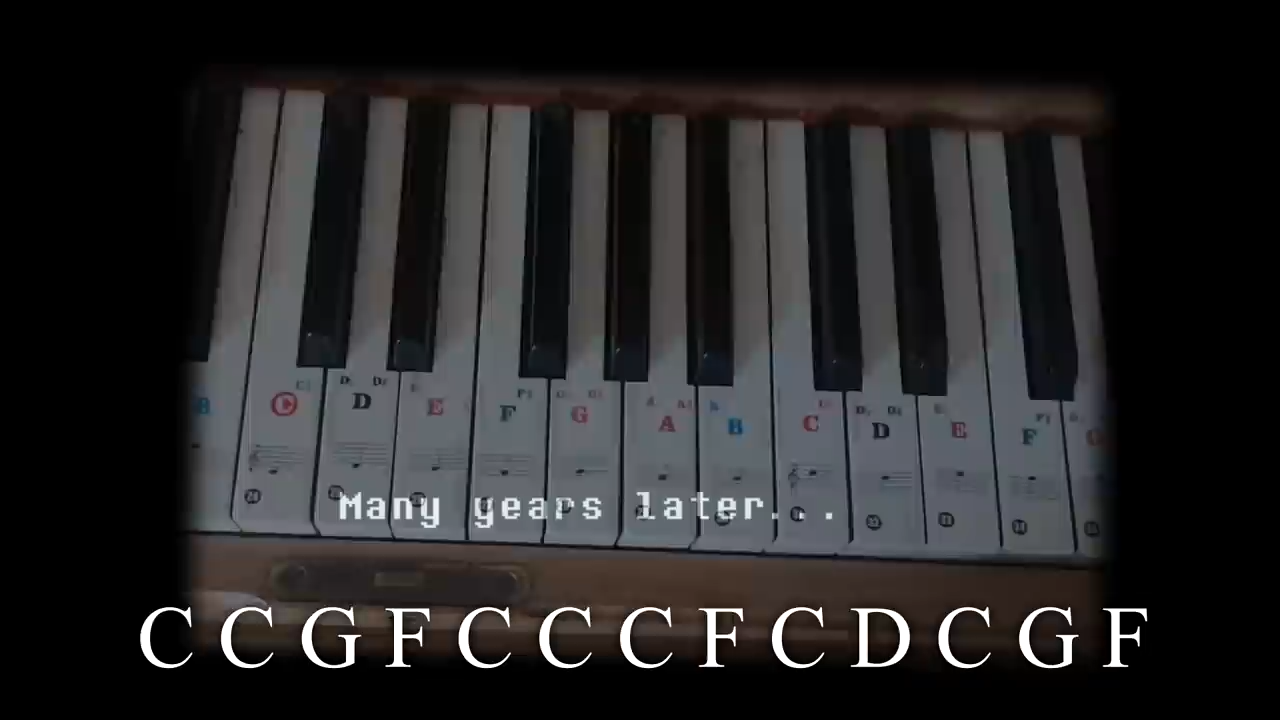 B C D E F G A B C D E F G
Many years later...
C C G F C C C F C D C G F